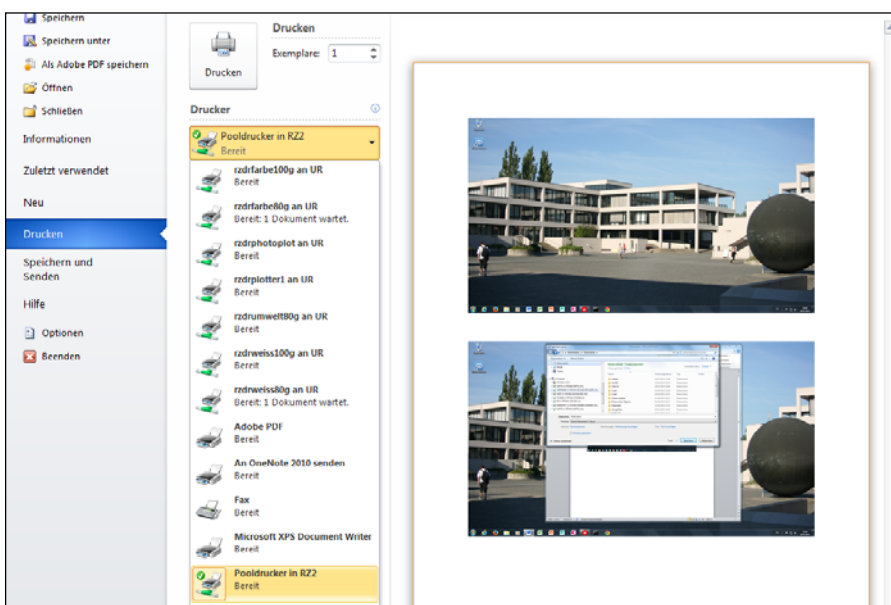 Speichern
Speichern unter
Als Adobe PDF speichern
Öffnen
Schließen
Informationen
Zuletzt verwendet
Neu
Drucken
Speichern und
Senden
Hilfe
Optionen
Beenden
Drucken
Drucken
Exemplare: 1
Drucker
Pooldrucker in RZ2
Bereit
rzdrfarbe100g an UR
Bereit
rzdrfarbe80g an UR
Bereit: 1 Dokument wartet.
rzdrphotoplot an UR
Bereit
rzdrplotter1 an UR
Bereit
rzdrumwelt80g an UR
Bereit
rzdrweiss100g an UR
Bereit
rzdrweiss80g an UR
Bereit: 1 Dokument wartet.
Adobe PDF
Bereit
An OneNote 2010 senden
Bereit
Fax
Bereit
Microsoft XPS Document Writer
Bereit
Pooldrucker in RZ2
Bereit